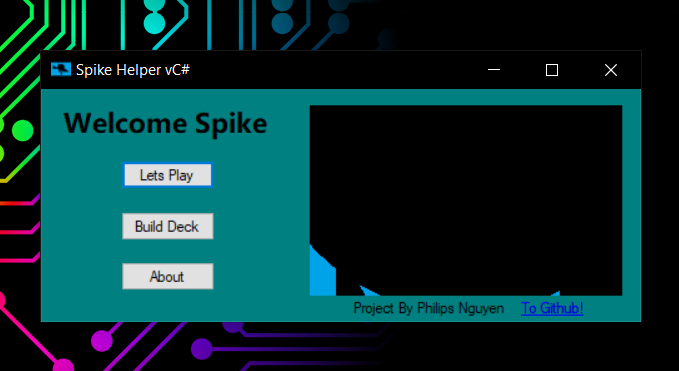 Spike Helper vC#
Welcome Spike
Lets Play
Build Deck
About
Project By Philips Nguyen To Github!